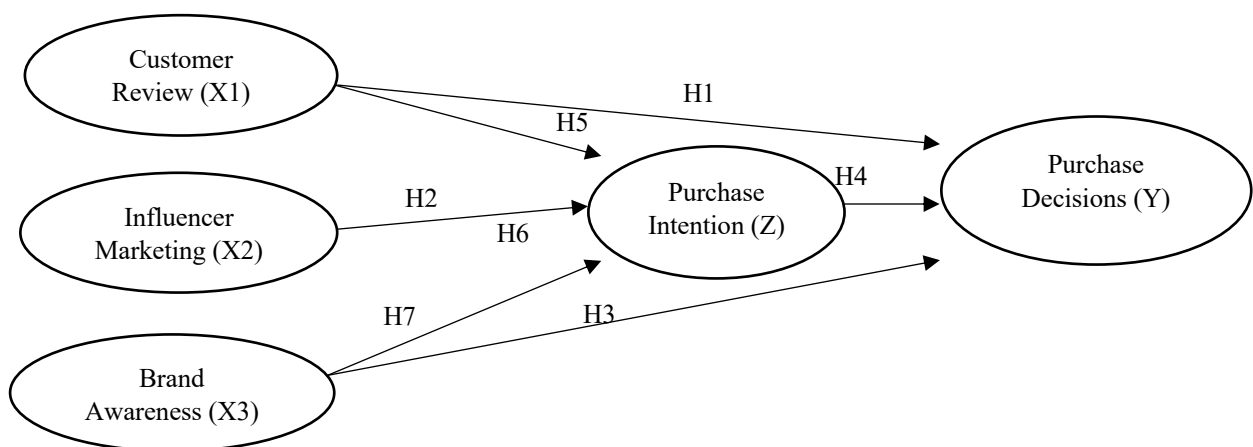 Customer
Review (X1)
H1
H5
Purchase
Decisions (Y)
Purchase
Intention (Z)
H4
Influencer
Marketing (X2)
H2
H6
H7
H3
Brand
Awareness (X3)